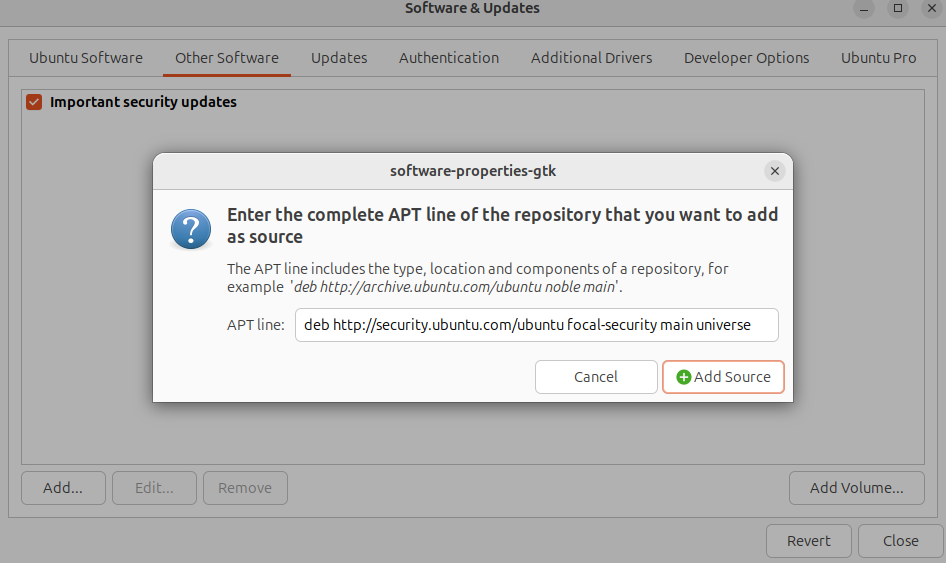 Software & Updates
Ubuntu Software Other Software Updates Authentication Additional Drivers Developer Options Ubuntu Pro
Important security updates
software-properties-gtk
Enter the complete APT line of the repository that you want to add
as source
The APT line includes the type, location and components of a repository, for
example 'deb http://archive.ubuntu.com/ubuntu noble main'.
APT line: deb http://security.ubuntu.com/ubuntu focal-security main universe
Cancel Add Source
Add... Edit... Remove Add Volume...
Revert Close